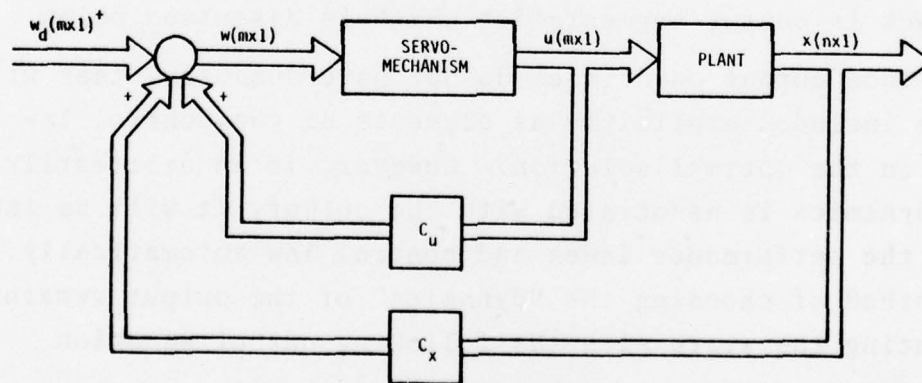 w_d(mx1) +
w(mx1)
SERVO-
MECHANISM
u(mx1)
PLANT
x(nx1)
+
+
C_u
C_x